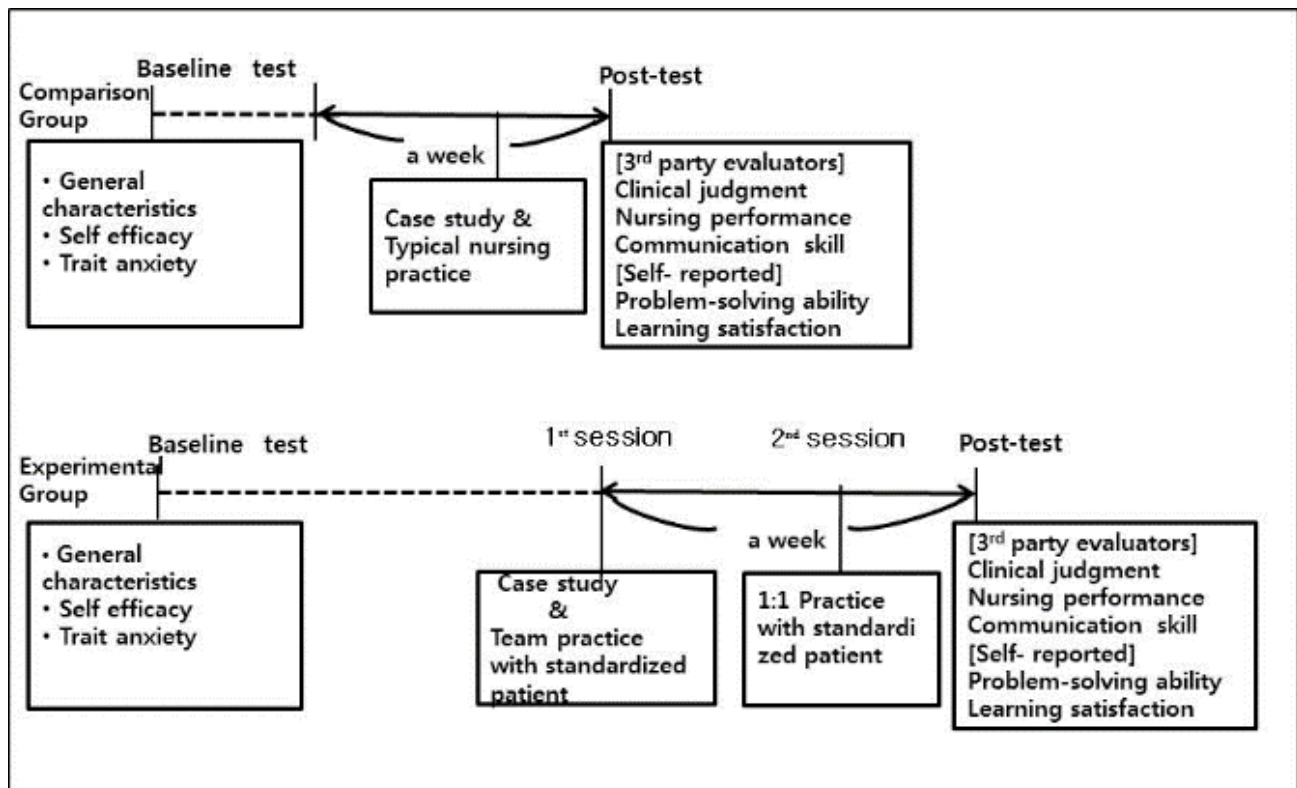 Baseline test
Post-test
Comparison
Group
• General
characteristics
• Self efficacy
• Trait anxiety
a week
Case study &
Typical nursing
practice
[3rd party evaluators]
Clinical judgment
Nursing performance
Communication skill
[Self- reported]
Problem-solving ability
Learning satisfaction
Baseline test
1st session
2nd session
Post-test
Experimental
Group
• General
characteristics
• Self efficacy
• Trait anxiety
a week
Case study
&
Team practice
with standardized
patient
1:1 Practice
with standardi
zed patient
[3rd party evaluators]
Clinical judgment
Nursing performance
Communication skill
[Self- reported]
Problem-solving ability
Learning satisfaction